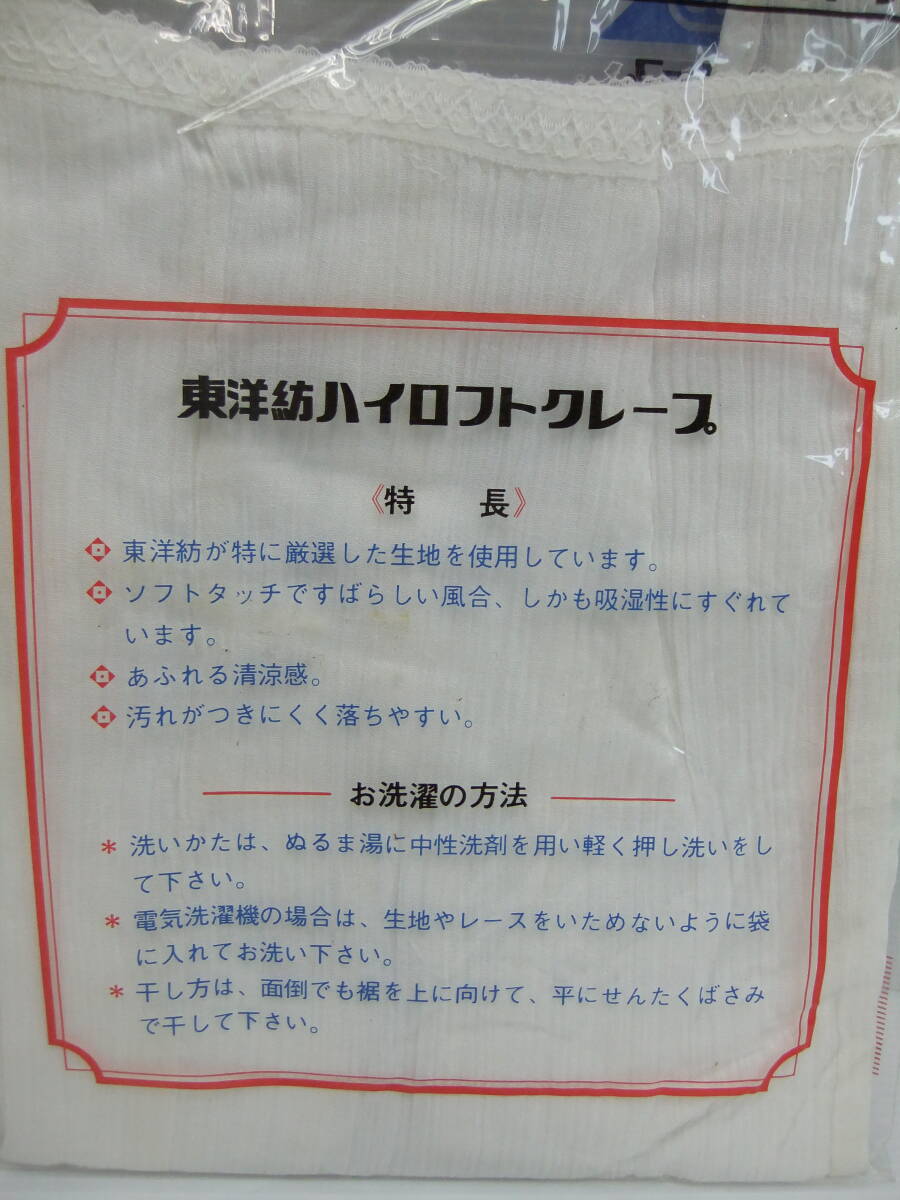 東洋紡ハイロフトクレープ
《特 長》
東洋紡が特に厳選した生地を使用しています。
ソフトタッチですばらしい風合、しかも吸湿性にすぐれて
います。
あふれる清涼感。
汚れがつきにくく落ちやすい。
お洗濯の方法
* 洗いかたは、ぬるま湯に中性洗剤を用い軽く押し洗いをし
て下さい。
* 電気洗濯機の場合は、生地やレースをいためないように袋
に入れてお洗い下さい。
* 干し方は、面倒でも裾を上に向けて、平にせんたくばさみ
で干して下さい。